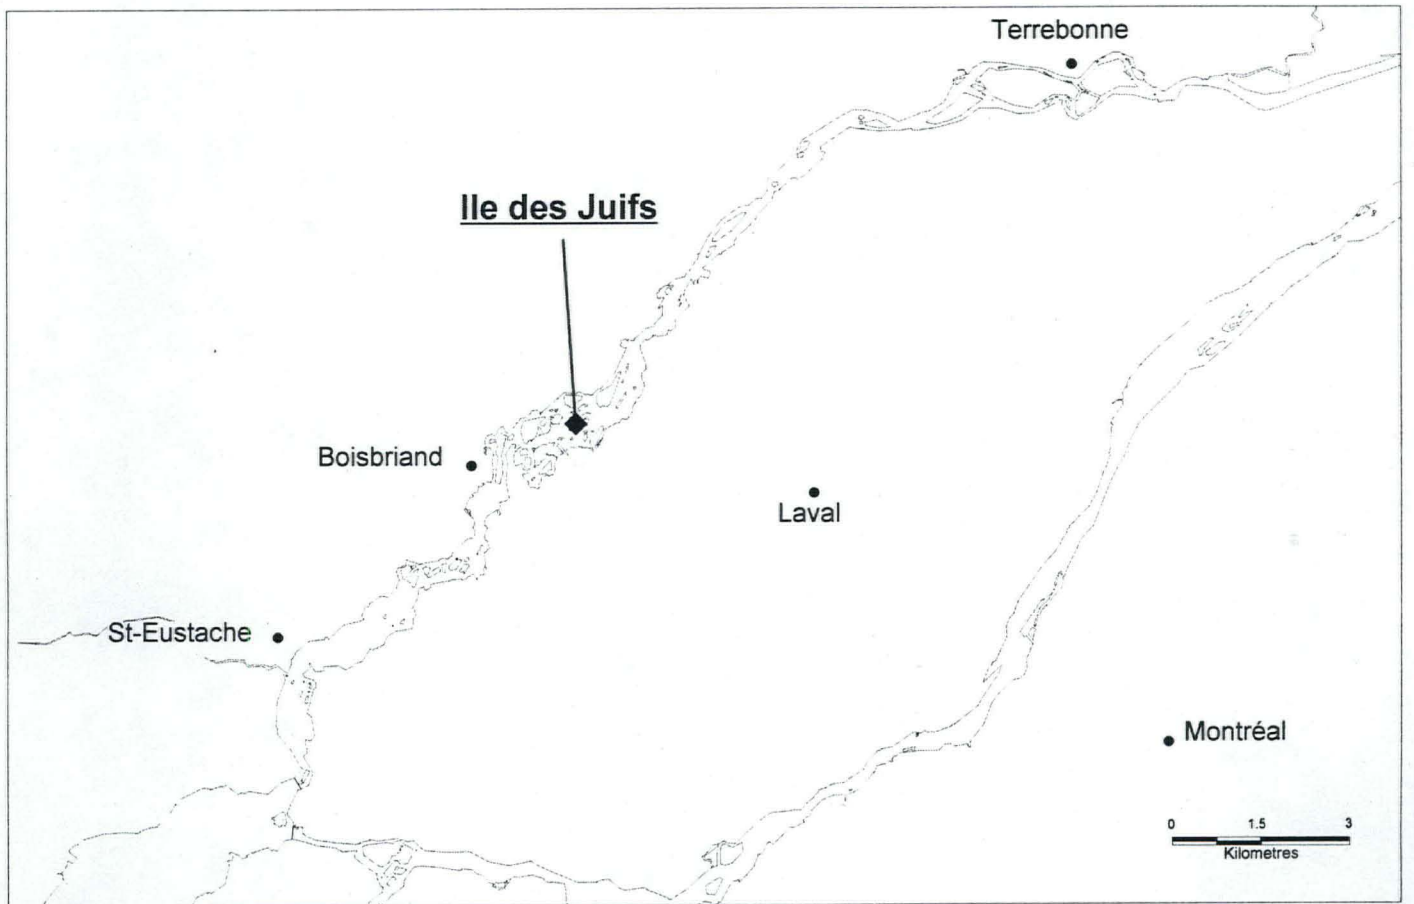 Terrebonne
Ile des Juifs
Boisbriand
Laval
St-Eustache
Montréal
0 1.5 3
Kilometres